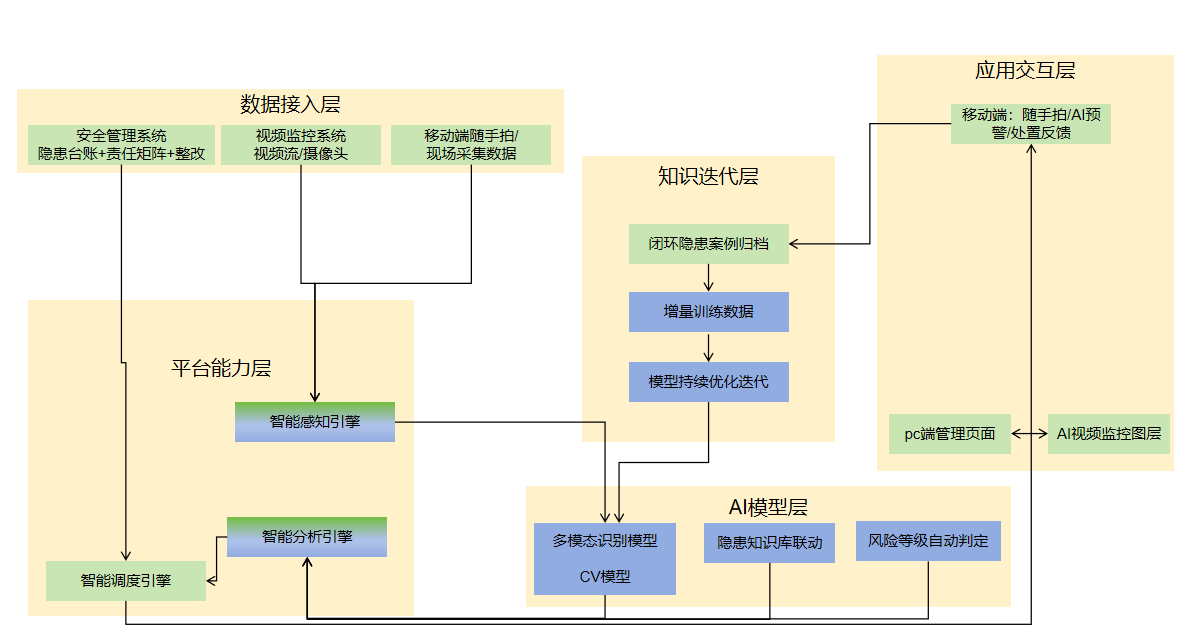 数据接入层
安全管理系统
隐患台账+责任矩阵+整改
视频监控系统
视频流/摄像头
移动端随手拍/
现场采集数据
平台能力层
智能感知引擎
智能分析引擎
智能调度引擎
知识迭代层
闭环隐患案例归档
增量训练数据
模型持续优化迭代
AI模型层
多模态识别模型
CV模型
隐患知识库联动
风险等级自动判定
应用交互层
移动端：随手拍/AI预
警/处置反馈
pc端管理页面
AI视频监控图层